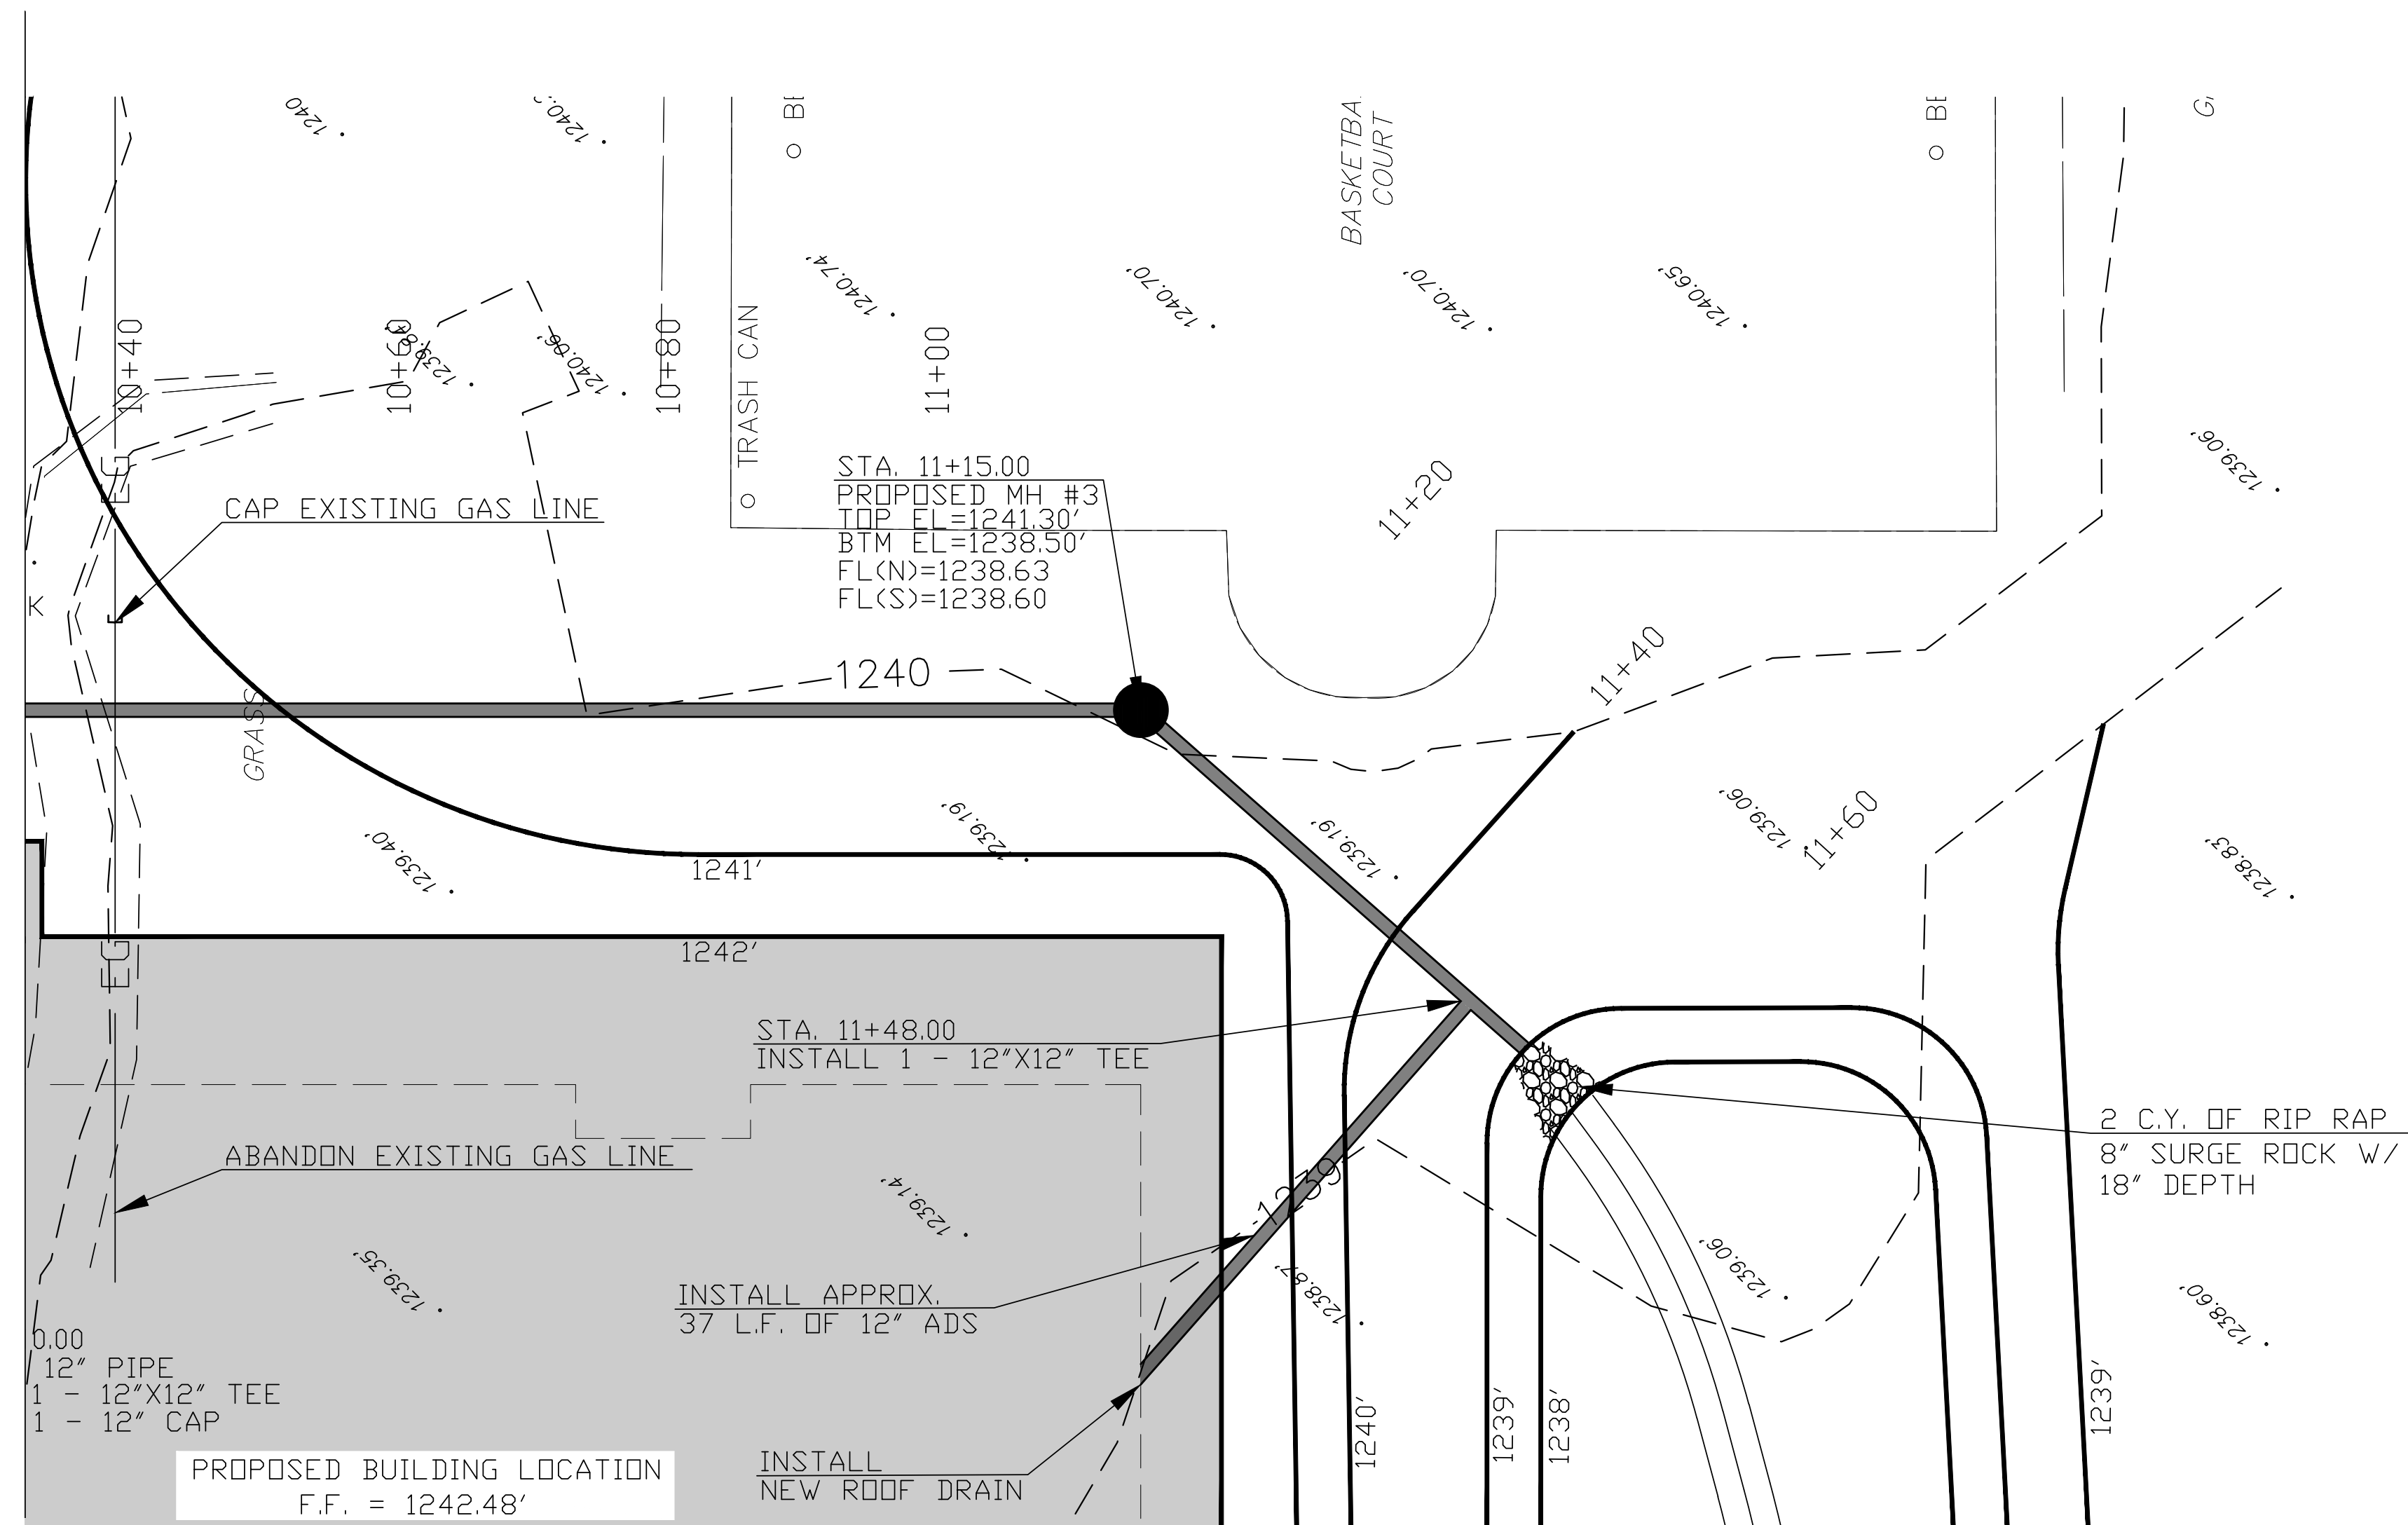 1240
1240.
BASKETBA
COURT
1240.74'
1240.70'
1240.70'
1240.65'
10+40
10+60
1239.84'
1240.06'
10+80
TRASH CAN
11+00
11+20
1239.06'
EG
CAP EXISTING GAS LINE
STA. 11+15.00
PROPOSED MH #3
TOP EL=1241.30'
BTM EL=1238.50'
FL(N)=1238.63
FL(S)=1238.60
K
GRASS
1240
11+40
1239.40'
1241'
1239.19'
1239.19'
1239.06'
11+60
1238.83'
EG
1242'
STA. 11+48.00
INSTALL 1 - 12"X12" TEE
ABANDON EXISTING GAS LINE
2 C.Y. OF RIP RAP
8" SURGE ROCK W/
18" DEPTH
1239.14'
1239
1239.35'
INSTALL APPROX.
37 L.F. OF 12" ADS
1238.87'
1239.06'
1238.60'
0.00
12" PIPE
1 - 12"X12" TEE
1 - 12" CAP
1240'
1239'
1238'
1239'
PROPOSED BUILDING LOCATION
F.F. = 1242.48'
INSTALL
NEW ROOF DRAIN